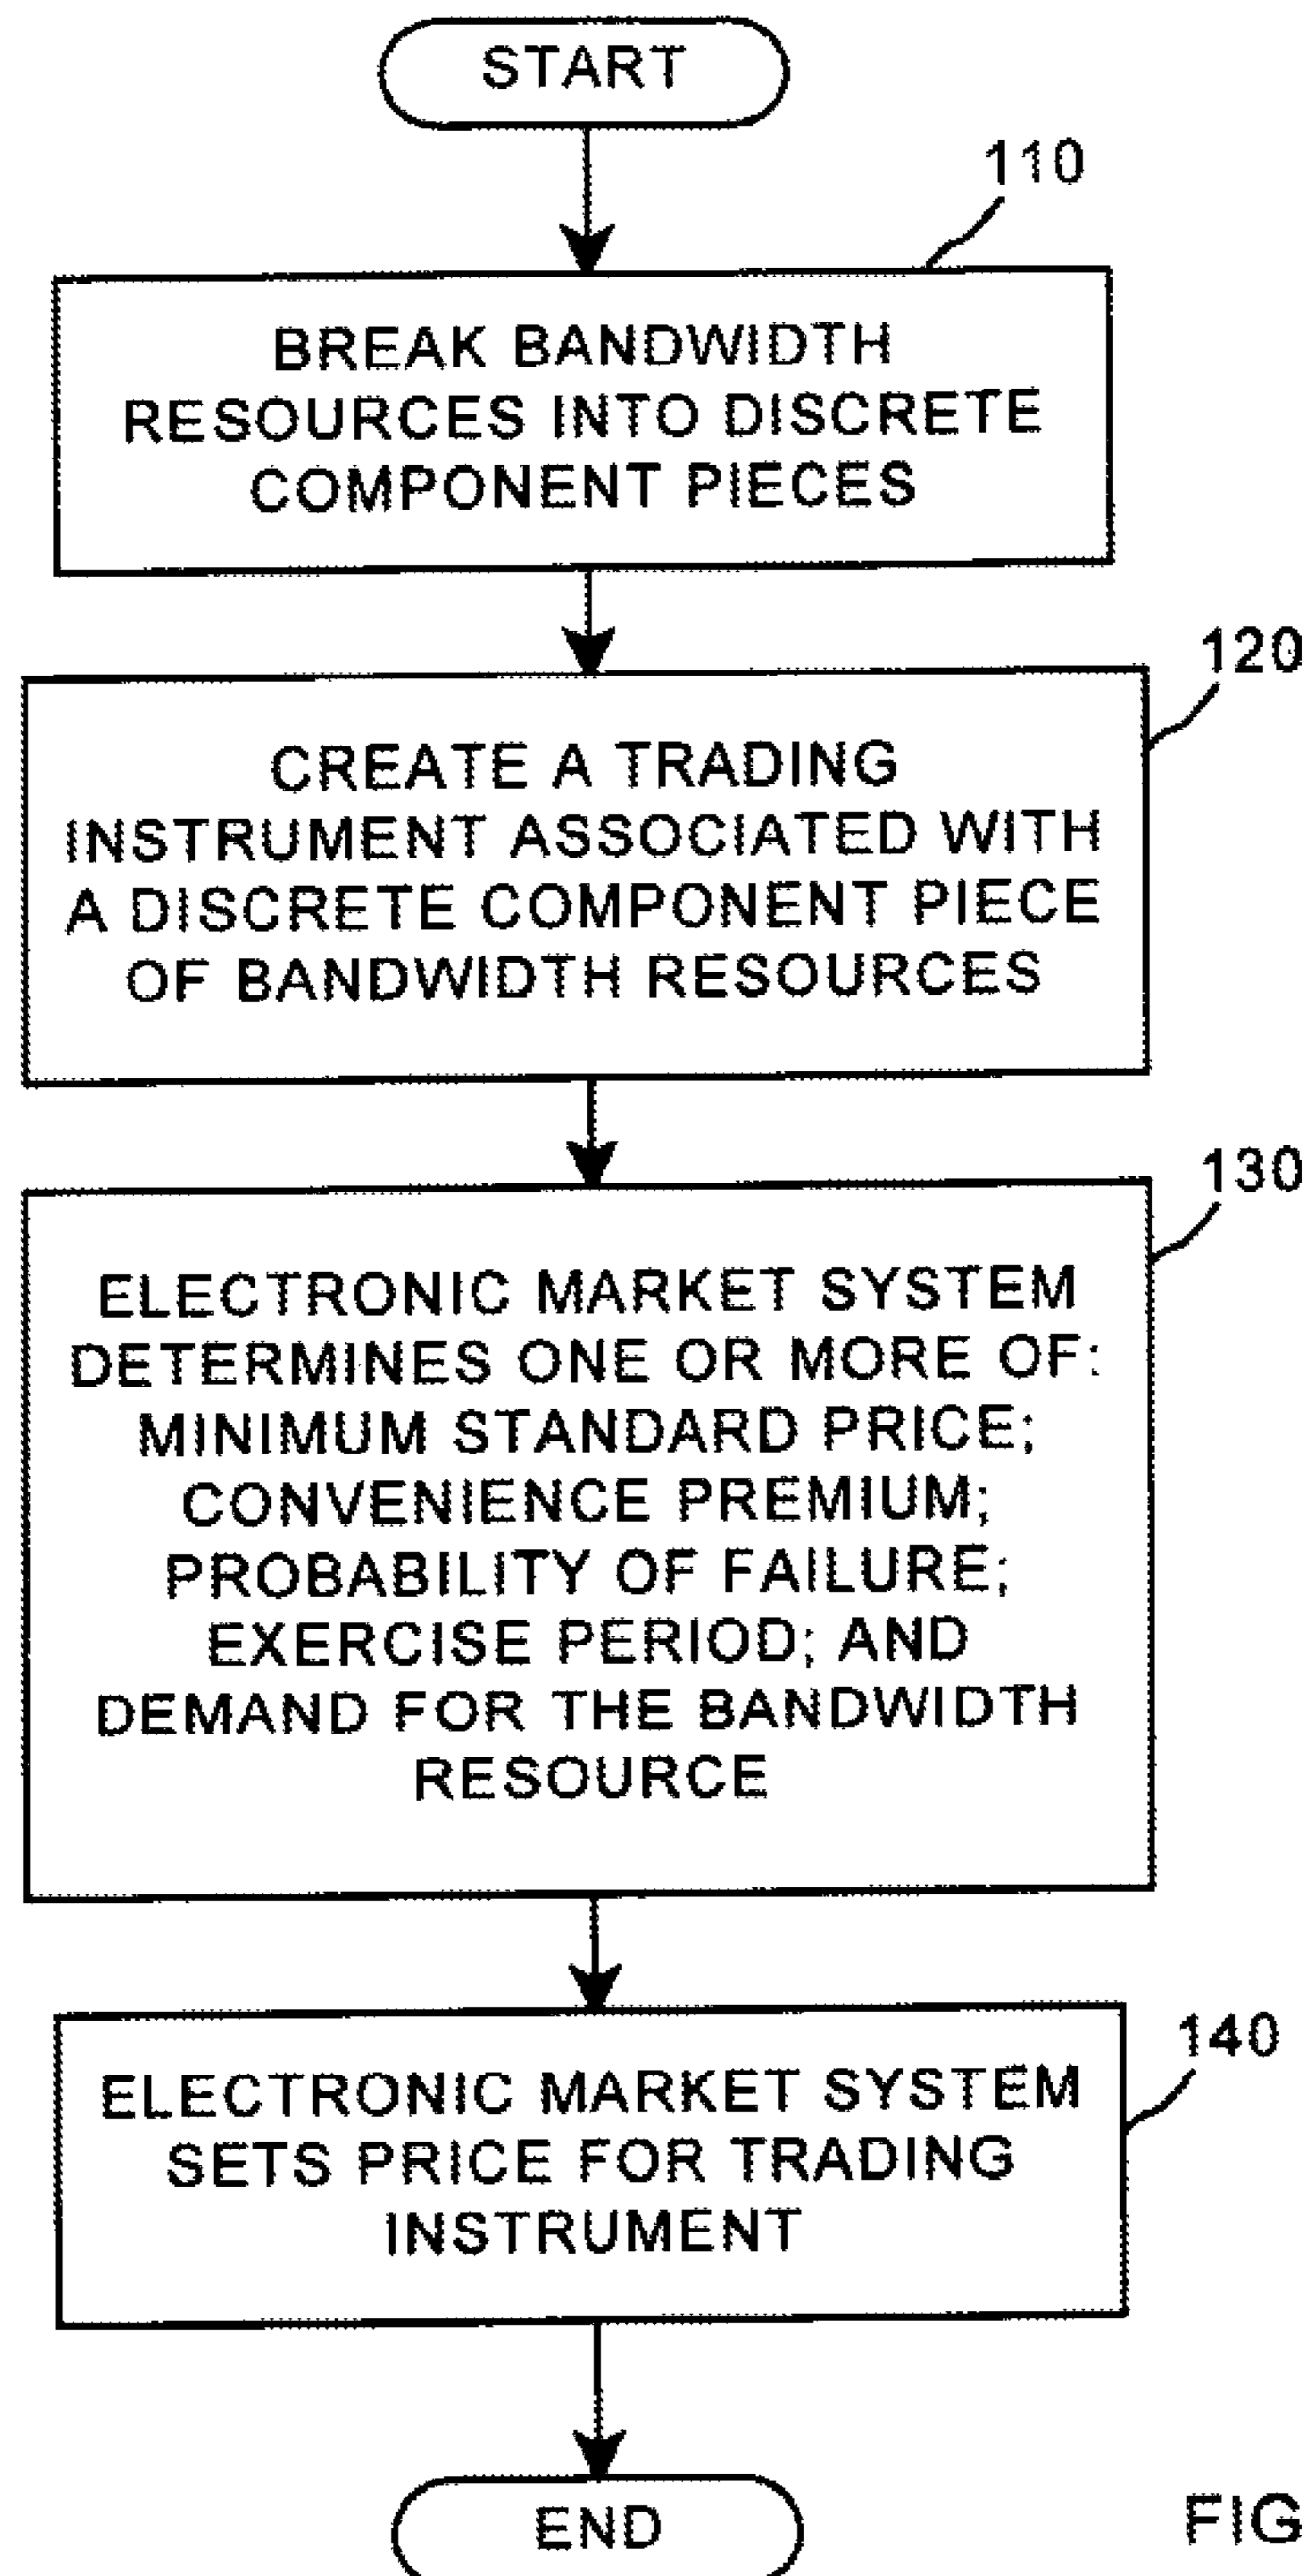 START
110
BREAK BANDWIDTH
RESOURCES INTO DISCRETE
COMPONENT PIECES
120
CREATE A TRADING
INSTRUMENT ASSOCIATED WITH
A DISCRETE COMPONENT PIECE
OF BANDWIDTH RESOURCES
130
ELECTRONIC MARKET SYSTEM
DETERMINES ONE OR MORE OF:
MINIMUM STANDARD PRICE;
CONVENIENCE PREMIUM;
PROBABILITY OF FAILURE;
EXERCISE PERIOD; AND
DEMAND FOR THE BANDWIDTH
RESOURCE
140
ELECTRONIC MARKET SYSTEM
SETS PRICE FOR TRADING
INSTRUMENT
END
FIG